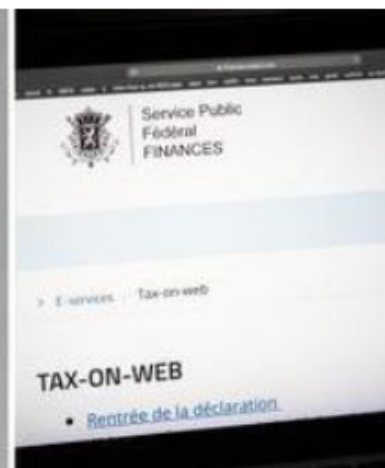 Service Public
Fédéral
FINANCES
> E-services Tax-on-web
TAX-ON-WEB
• Rentrée de la déclaration